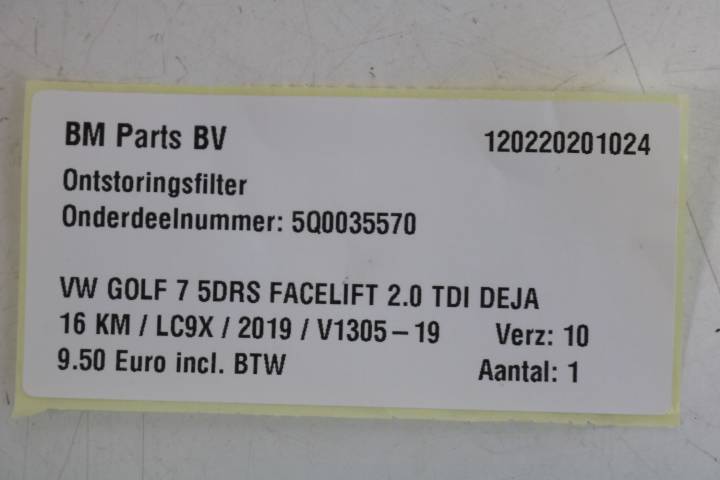 BM Parts BV 120220201024
Ontstoringsfilter
Onderdeelnummer: 5Q0035570
VW GOLF 7 5DRS FACELIFT 2.0 TDI DEJA
16 KM / LC9X / 2019 / V1305-19 Verz: 10
9.50 Euro incl. BTW Aantal: 1